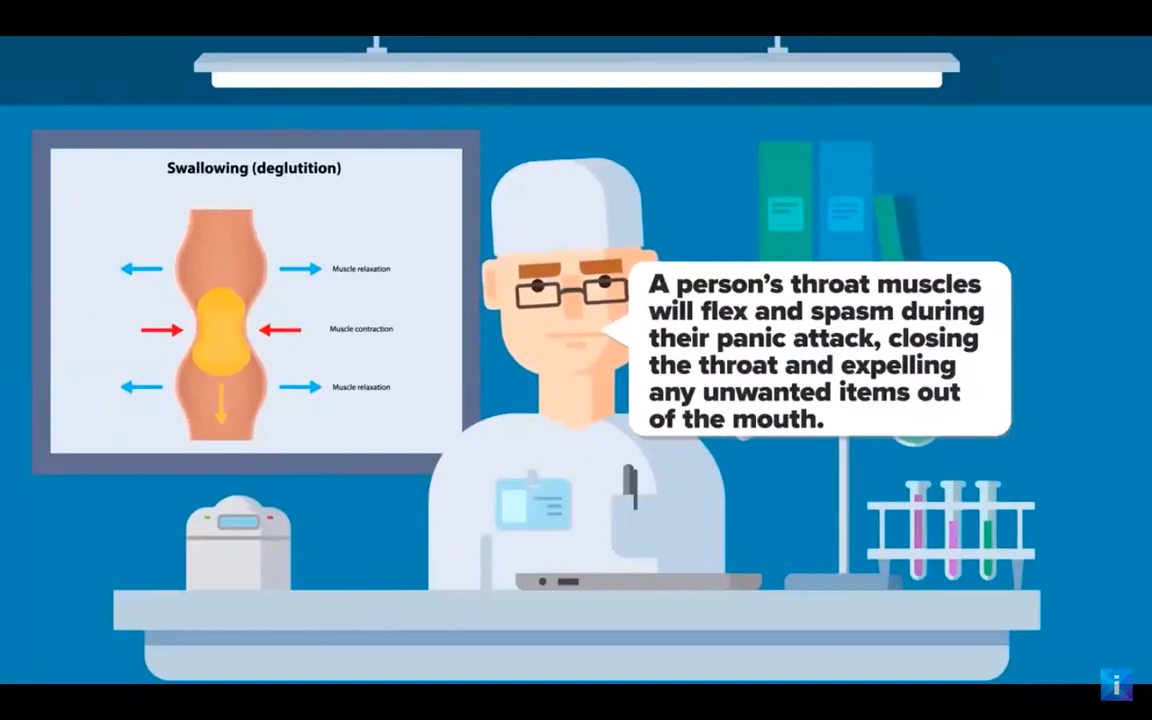 Swallowing (deglutition)
Muscle relaxation
Muscle contraction
Muscle relaxation
A person's throat muscles
will flex and spasm during
their panic attack, closing
the throat and expelling
any unwanted items out
of the mouth.
i